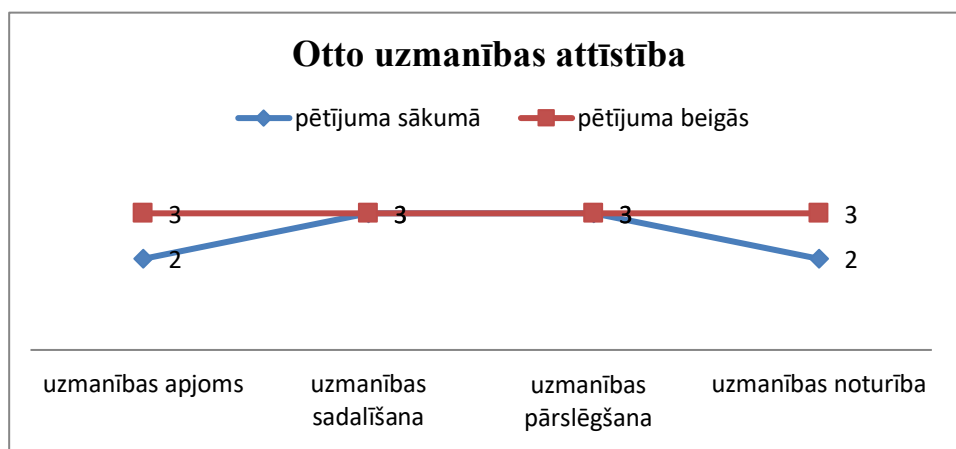 Otto uzmanības attīstība
pētījuma sākumā pētījuma beigās
3 3 3 3
2 2
uzmanības apjoms uzmanības uzmanības uzmanības noturība
sadalīšana pārslēgšana